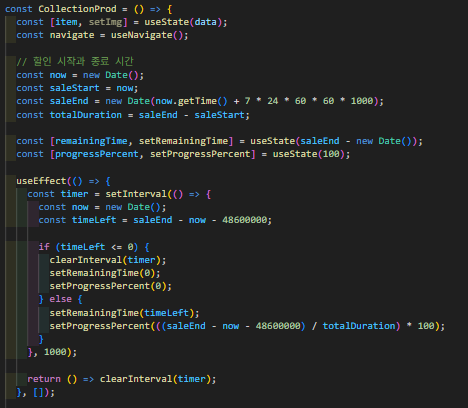 const CollectionProd = () => {
const [item, setImg] = useState(data);
const navigate = useNavigate();
// 할인 시작과 종료 시간
const now = new Date();
const saleStart = now;
const saleEnd = new Date(now.getTime() + 7 * 24 * 60 * 60 * 1000);
const totalDuration = saleEnd - saleStart;
const [remainingTime, setRemainingTime] = useState(saleEnd - new Date());
const [progressPercent, setProgressPercent] = useState(100);
useEffect(() => {
const timer = setInterval(() => {
const now = new Date();
const timeLeft = saleEnd - now - 48600000;
if (timeLeft <= 0) {
clearInterval(timer);
setRemainingTime(0);
setProgressPercent(0);
} else {
setRemainingTime(timeLeft);
setProgressPercent(((saleEnd - now - 48600000) / totalDuration) * 100);
}
}, 1000);
return () => clearInterval(timer);
}, []);